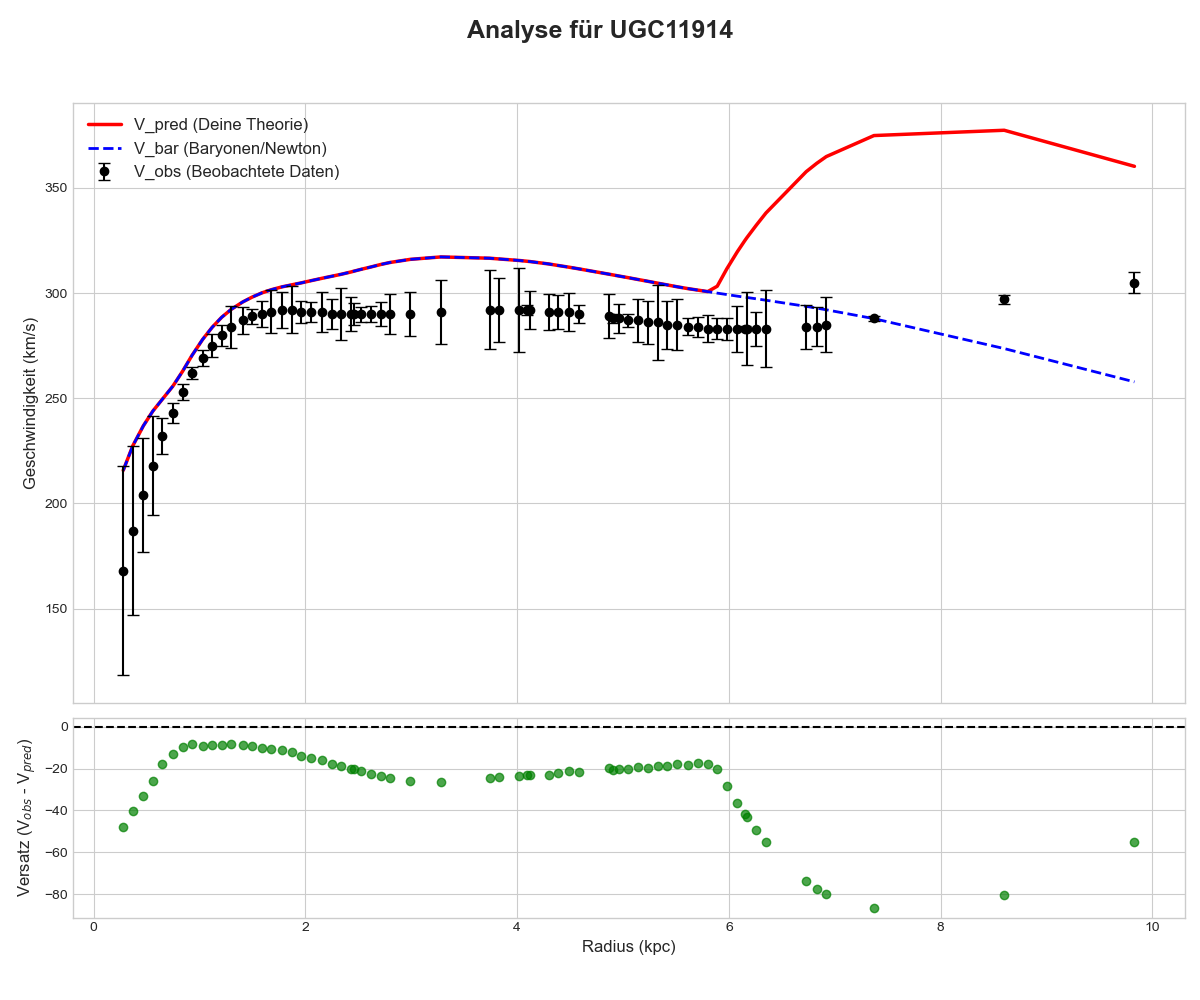 Analyse für UGC11914
V_pred (Deine Theorie)
V_bar (Baryonen/Newton)
V_obs (Beobachtete Daten)
Geschwindigkeit (km/s)
350
300
250
200
150
Versatz (V_obs - V_pred)
0
−20
−40
−60
−80
0 2 4 6 8 10
Radius (kpc)